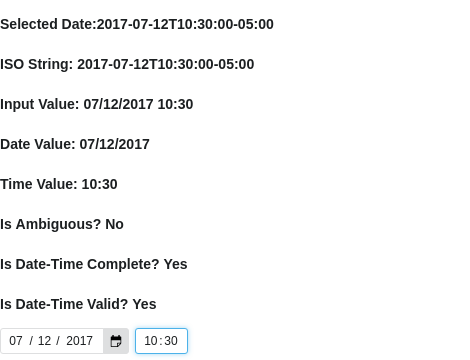 Selected Date:2017-07-12T10:30:00-05:00
ISO String: 2017-07-12T10:30:00-05:00
Input Value: 07/12/2017 10:30
Date Value: 07/12/2017
Time Value: 10:30
Is Ambiguous? No
Is Date-Time Complete? Yes
Is Date-Time Valid? Yes
07 / 12 / 2017 10:30